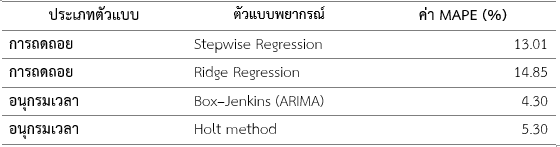 ประเภทตัวแบบ ตัวแบบพยากรณ์ ค่า MAPE (%)
การถดถอย Stepwise Regression 13.01
การถดถอย Ridge Regression 14.85
อนุกรมเวลา Box–Jenkins (ARIMA) 4.30
อนุกรมเวลา Holt method 5.30